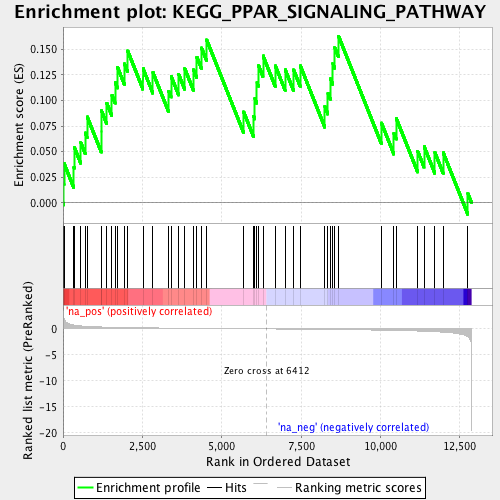 Enrichment plot: KEGG_PPAR_SIGNALING_PATHWAY
Enrichment score (ES)
0.150
0.125
0.100
0.075
0.050
0.025
0.000
'na_pos' (positively correlated)
Ranked list metric (PreRanked)
0
-5
-10
-15
-20
Zero cross at 6412
'na_neg' (negatively correlated)
0
2,500
5,000
7,500
10,000
12,500
Rank in Ordered Dataset
Enrichment profile
Hits
Ranking metric scores